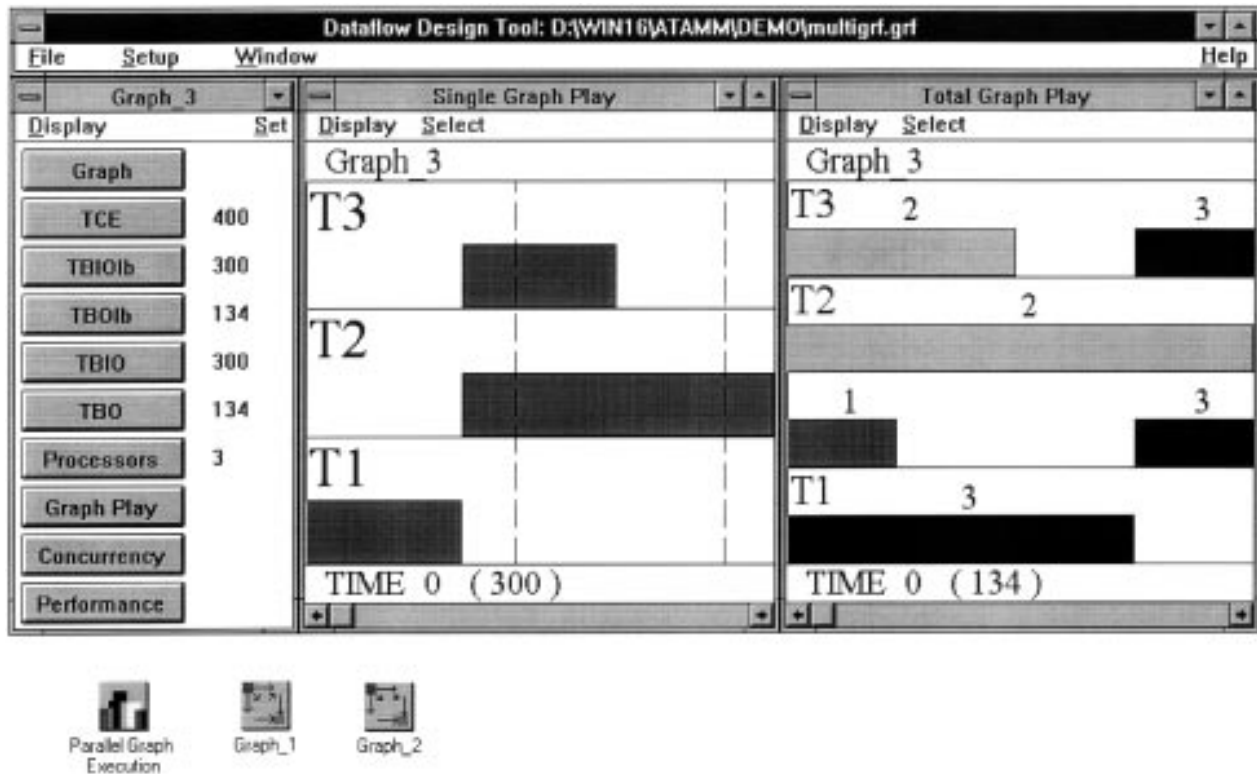 Dataflow Design Tool: D:\WIN16\ATAMM\DEMO\multigrf.grf
File Setup Window Help
Graph_3
Display Set
Graph
TCE 400
TBIOlb 300
TBOlb 134
TBIO 300
TBO 134
Processors 3
Graph Play
Concurrency
Performance
Single Graph Play
Display Select
Graph_3
T3
T2
T1
TIME 0 (300)
Total Graph Play
Display Select
Graph_3
T3 2 3
T2 2
1 3
T1 3
TIME 0 (134)
Parallel Graph
Execution
Graph_1
Graph_2